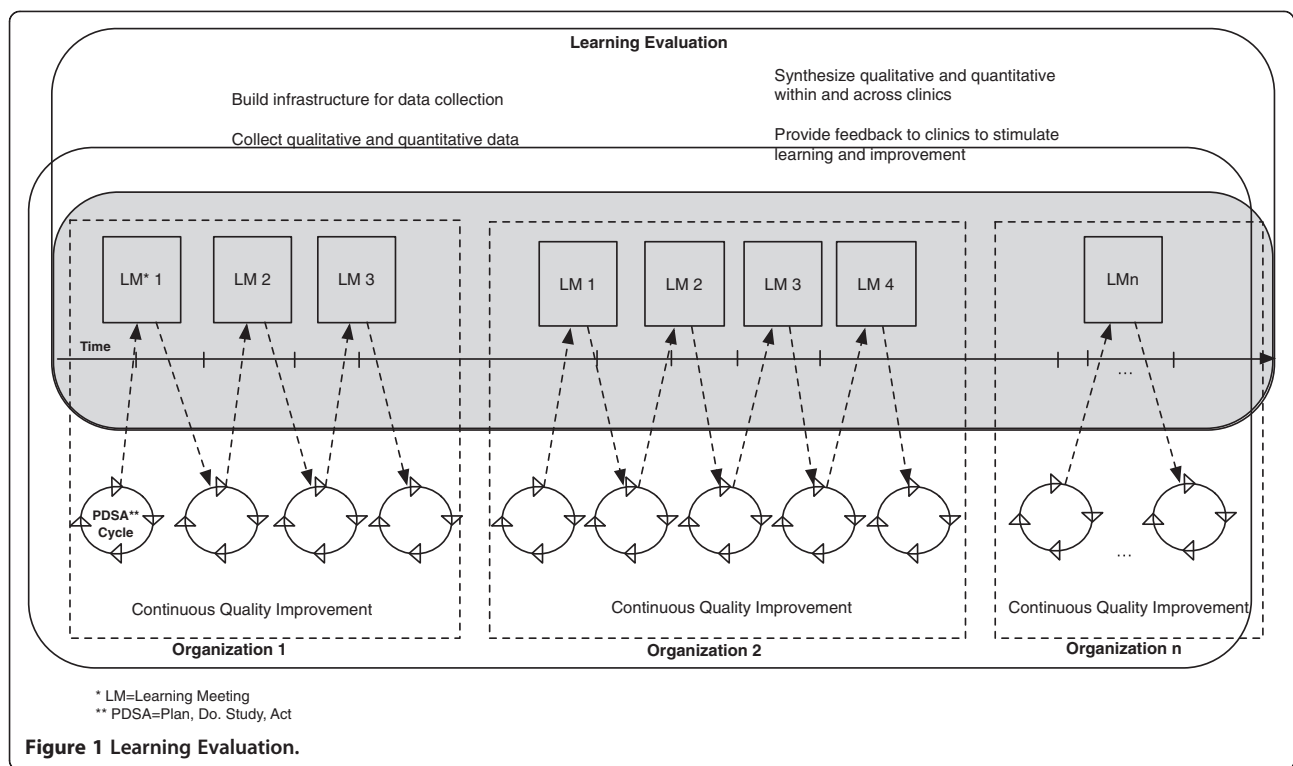 Learning Evaluation
Build infrastructure for data collection
Collect qualitative and quantitative data
Synthesize qualitative and quantitative
within and across clinics
Provide feedback to clinics to stimulate
learning and improvement
LM* 1
LM 2
LM 3
LM 1
LM 2
LM 3
LM 4
LMn
Time
...
PDSA**
Cycle
...
Continuous Quality Improvement
Continuous Quality Improvement
Continuous Quality Improvement
Organization 1
Organization 2
Organization n
* LM=Learning Meeting
** PDSA=Plan, Do. Study, Act
Figure 1 Learning Evaluation.